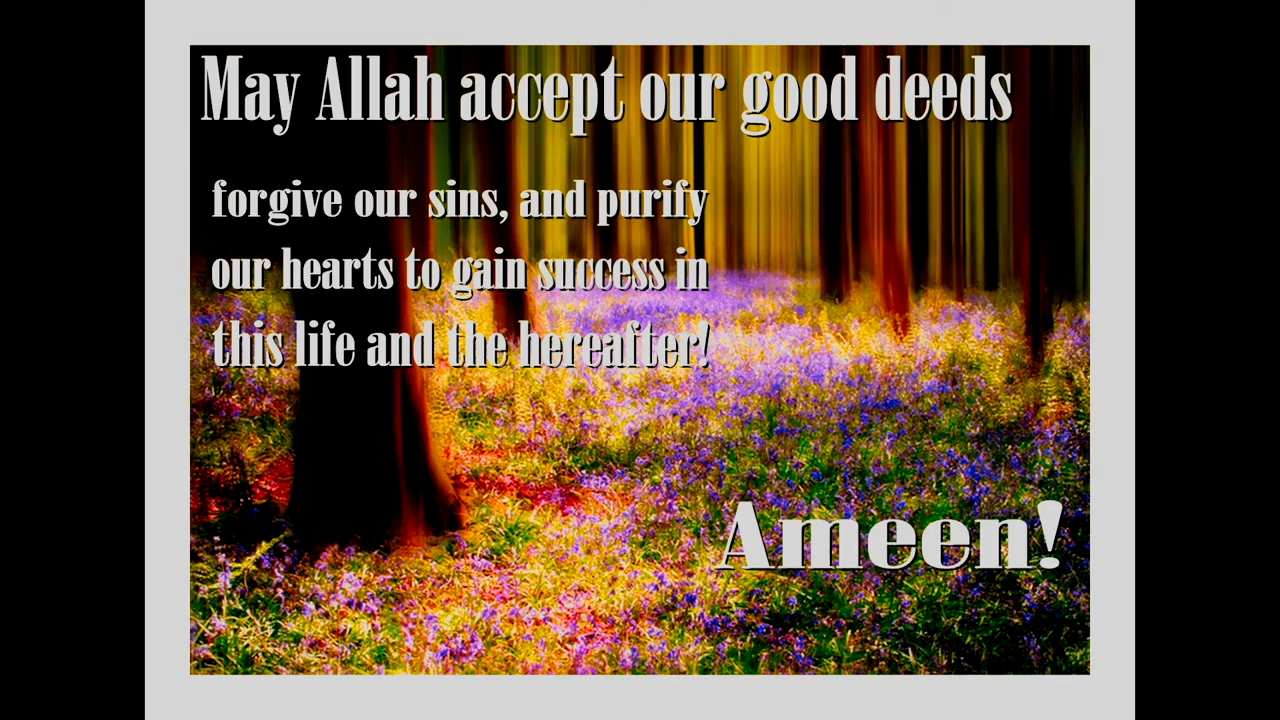 May Allah accept our good deeds
forgive our sins, and purify
our hearts to gain success in
this life and the hereafter!
Ameen!